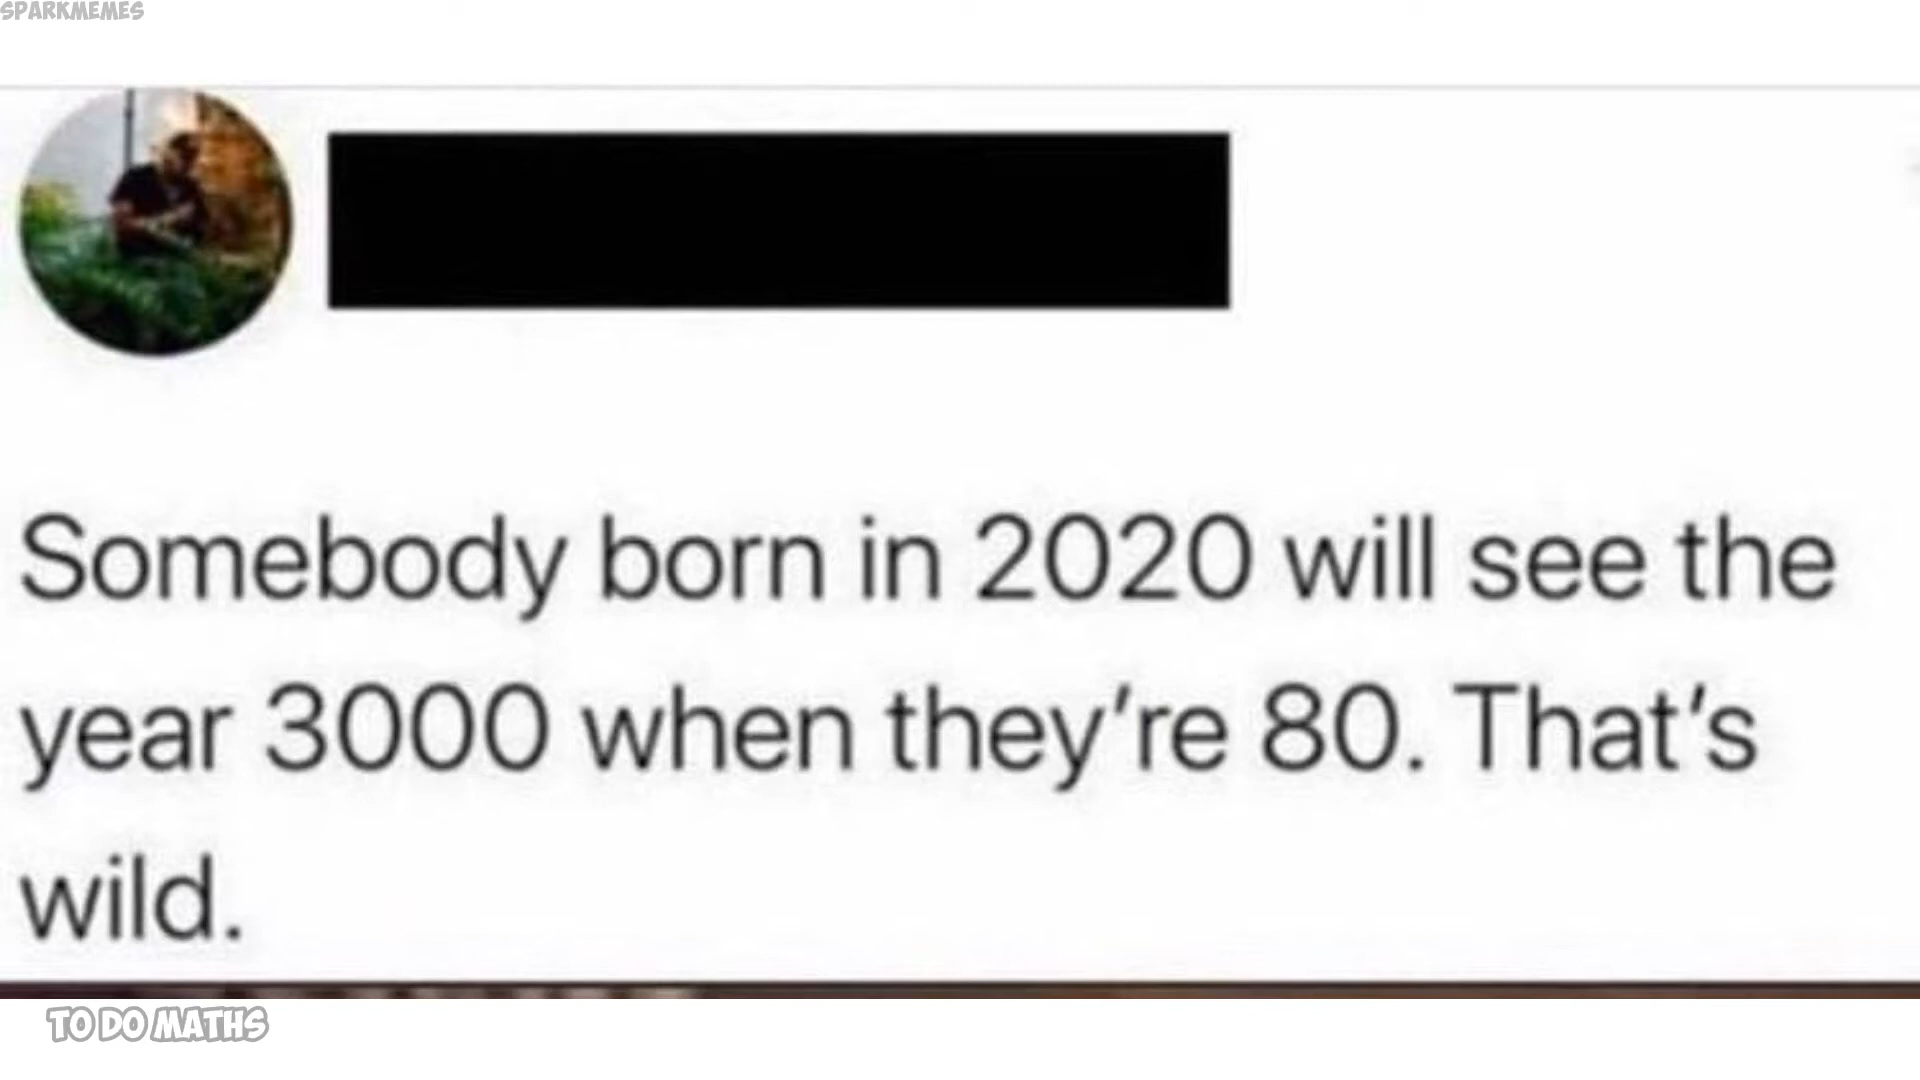 SPARKMEMES
Somebody born in 2020 will see the
year 3000 when they're 80. That's
wild.
TO DO MATHS